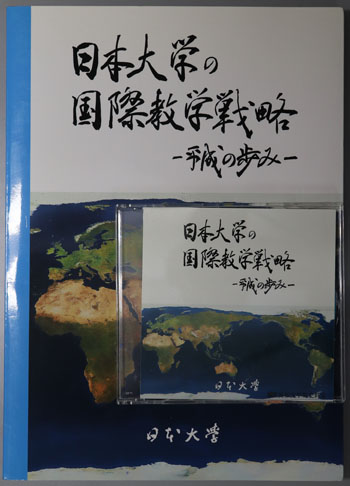 日本大学の
国際教学戦略
-平成の歩み-
日本大学の
国際教学戦略
-平成の歩み-
日本大學
日本大學